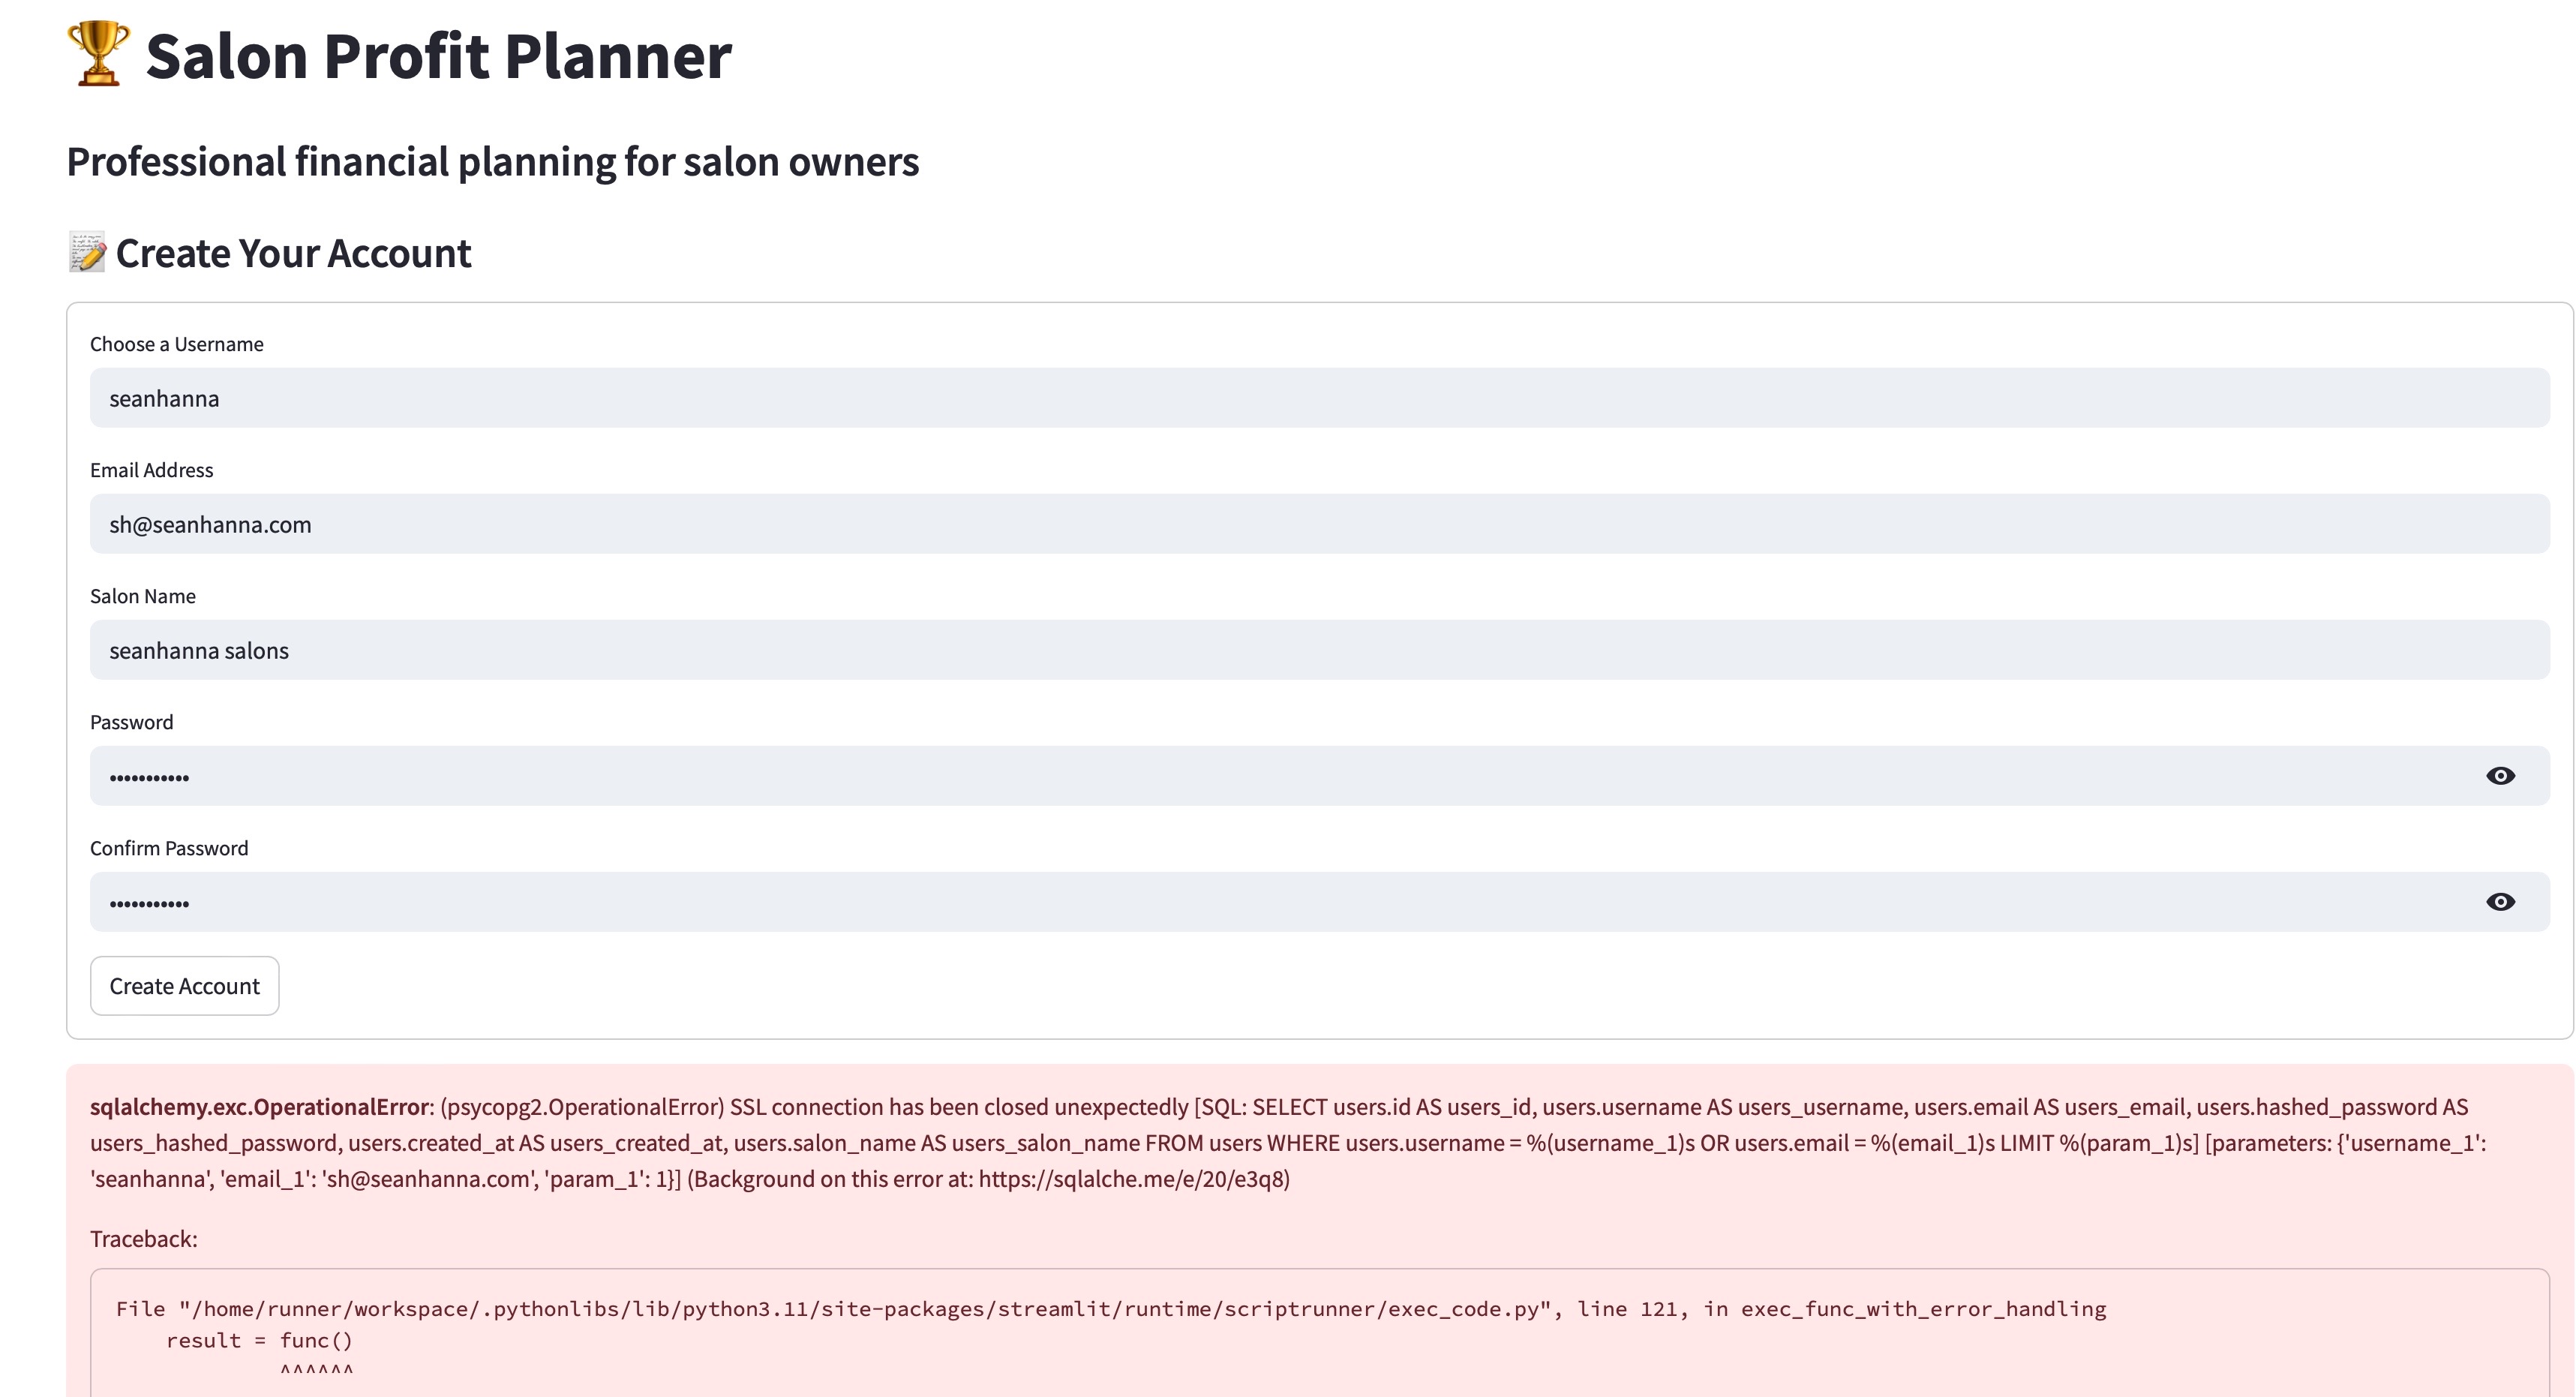 🏆 Salon Profit Planner
Professional financial planning for salon owners
📝 Create Your Account
Choose a Username
seanhanna
Email Address
sh@seanhanna.com
Salon Name
seanhanna salons
Password
•••••••••••
Confirm Password
•••••••••••
Create Account
sqlalchemy.exc.OperationalError: (psycopg2.OperationalError) SSL connection has been closed unexpectedly [SQL: SELECT users.id AS users_id, users.username AS users_username, users.email AS users_email, users.hashed_password AS
users_hashed_password, users.created_at AS users_created_at, users.salon_name AS users_salon_name FROM users WHERE users.username = %(username_1)s OR users.email = %(email_1)s LIMIT %(param_1)s] [parameters: {'username_1':
'seanhanna', 'email_1': 'sh@seanhanna.com', 'param_1': 1}] (Background on this error at: https://sqlalche.me/e/20/e3q8)
Traceback:
File "/home/runner/workspace/.pythonlibs/lib/python3.11/site-packages/streamlit/runtime/scriptrunner/exec_code.py", line 121, in exec_func_with_error_handling
    result = func()
             ^^^^^^